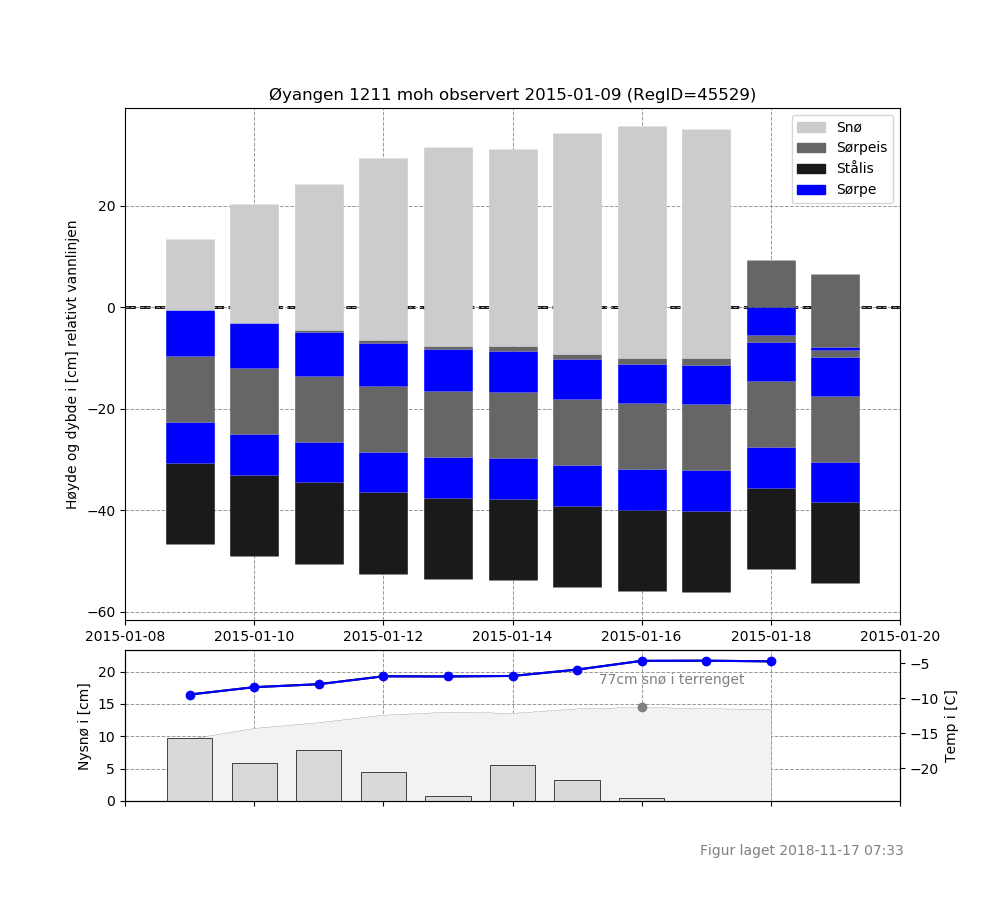 Øyangen 1211 moh observert 2015-01-09 (RegID=45529)
Snø
Sørpeis
Stålis
Sørpe
Høyde og dybde i [cm] relativt vannlinjen
20
0
−20
−40
−60
2015-01-08 2015-01-10 2015-01-12 2015-01-14 2015-01-16 2015-01-18 2015-01-20
Nysnø i [cm]
20
15
10
5
0
77cm snø i terrenget
−5
−10
−15
−20
Temp i [C]
Figur laget 2018-11-17 07:33